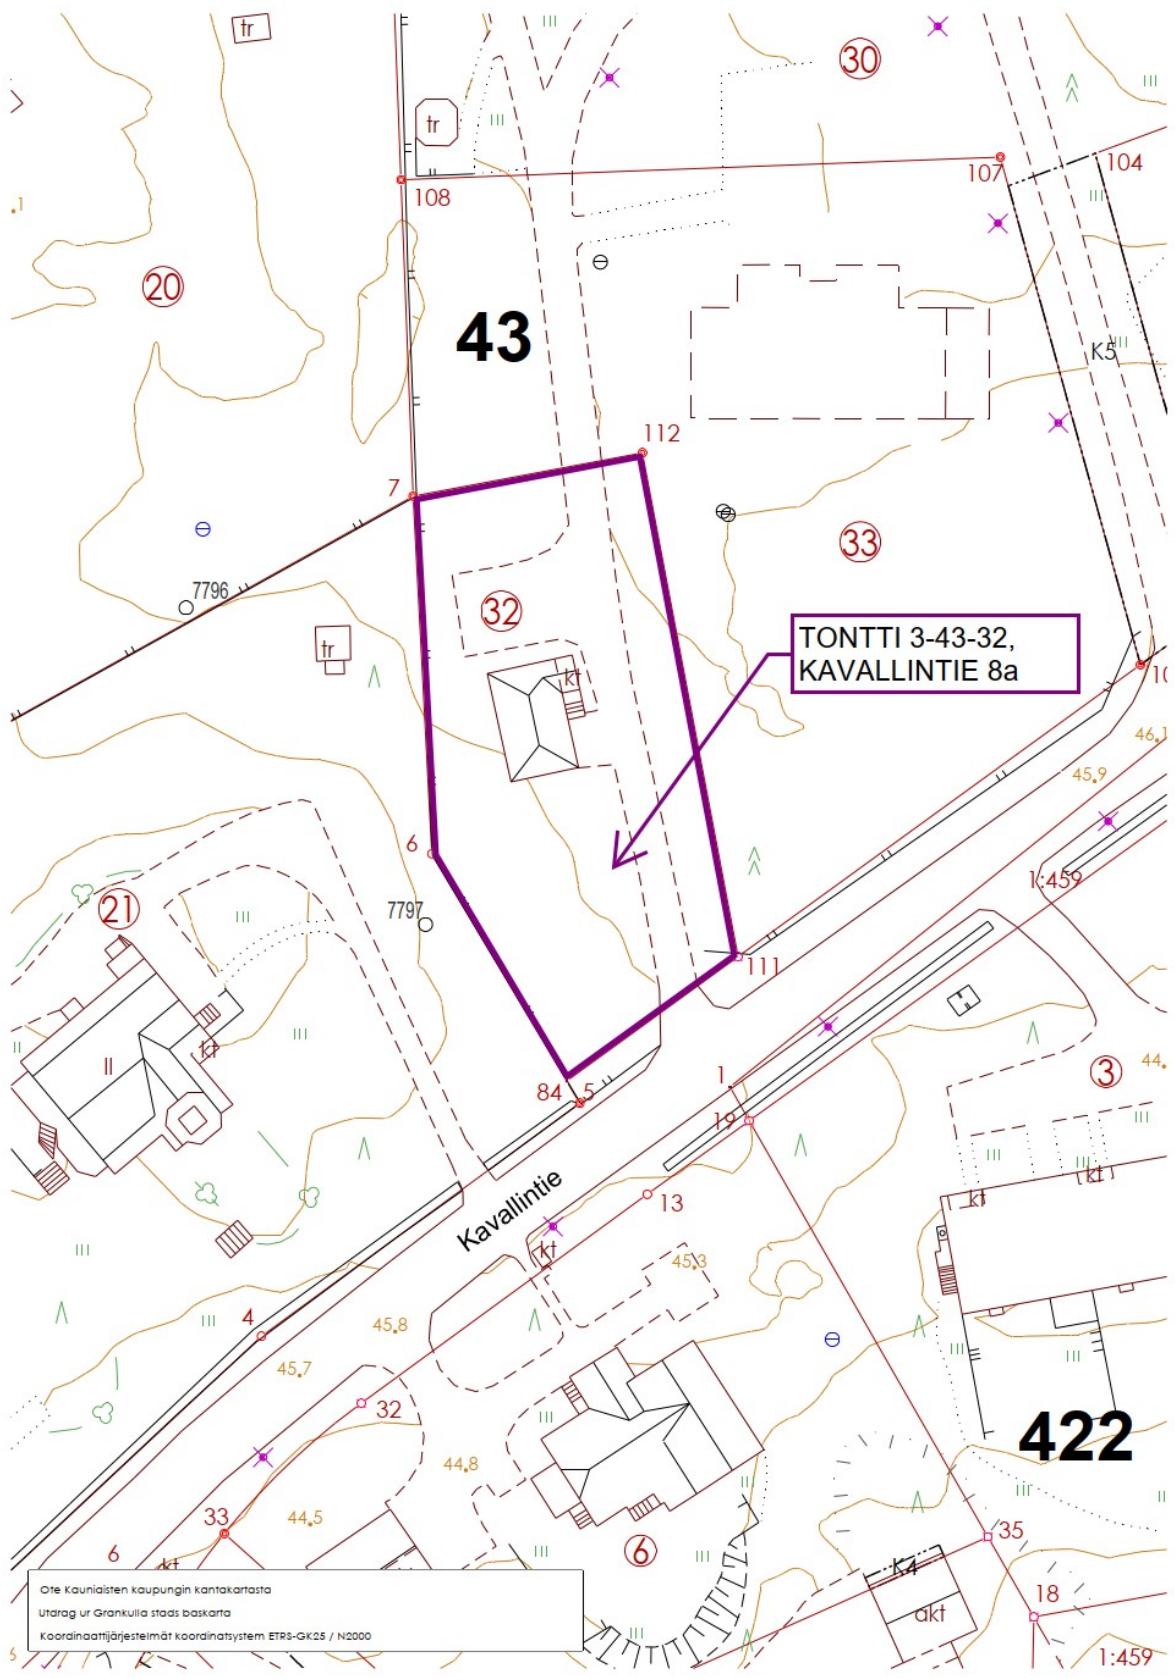 tr
30
tr
108
107
104
.1
20
43
K5
112
7
33
7796
32
tr
kt
TONTTI 3-43-32,
KAVALLINTIE 8a
46.1
45.9
6
1:459
21
7797
111
kt
II
84
5
1
19
3
44.
kt
kt
13
Kavallintie
kt
45.3
4
45.8
45.7
32
422
44.8
33
44.5
35
6
6
kt
K4
18
akt
1:459
Ote Kauniaisten kaupungin kantakartasta
Utdrag ur Grankulla stads baskarta
Koordinaattijärjestelmät koordinatsystem ETRS-GK25 / N2000